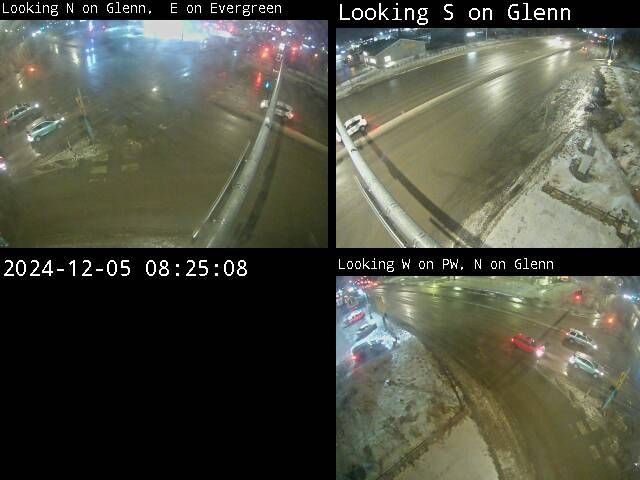 Looking N on Glenn,  E on Evergreen
Looking S on Glenn
2024-12-05 08:25:08
Looking W on PW, N on Glenn